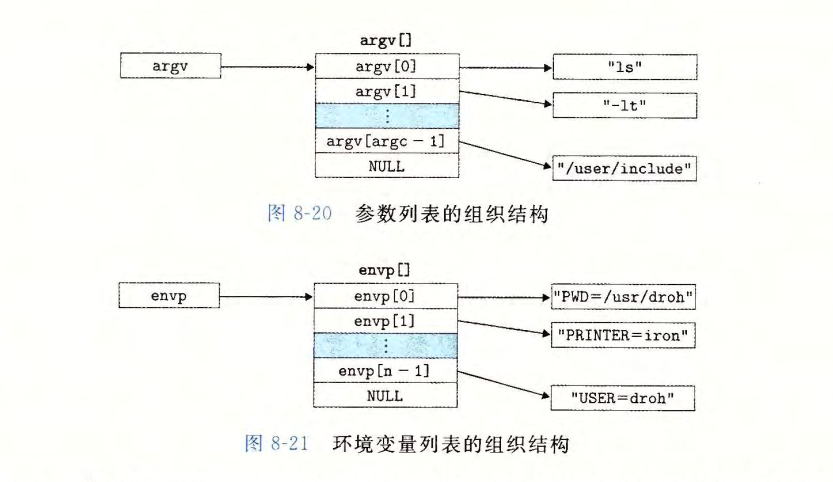 argv[]
argv
argv[0]
"ls"
argv[1]
"-lt"
⋮
argv[argc − 1]
"/user/include"
NULL
图 8-20 参数列表的组织结构
envp[]
envp
envp[0]
"PWD=/usr/droh"
envp[1]
"PRINTER=iron"
⋮
envp[n − 1]
"USER=droh"
NULL
图 8-21 环境变量列表的组织结构